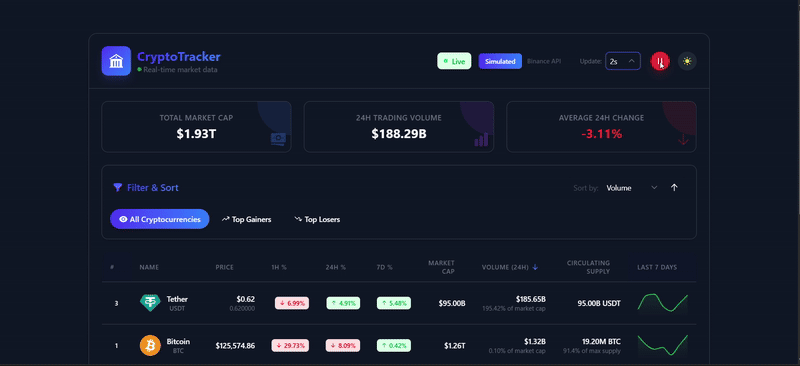 CryptoTracker
Real-time market data
Live
Simulated
Binance API
Update: 2s
TOTAL MARKET CAP
$1.93T
24H TRADING VOLUME
$188.29B
AVERAGE 24H CHANGE
-3.11%
Filter & Sort
Sort by: Volume
All Cryptocurrencies
Top Gainers
Top Losers
# NAME PRICE 1H % 24H % 7D % MARKET CAP VOLUME (24H) ↓ CIRCULATING SUPPLY LAST 7 DAYS
3 Tether $0.62 ↓ 6.99% ↑ 4.91% ↑ 5.48% $95.00B $185.65B 95.00B USDT
USDT 0.620000 195.42% of market cap
1 Bitcoin $125,574.86 ↓ 29.73% ↓ 8.09% ↑ 0.42% $1.26T $1.32B 19.20M BTC
BTC 0.10% of market cap 91.4% of max supply